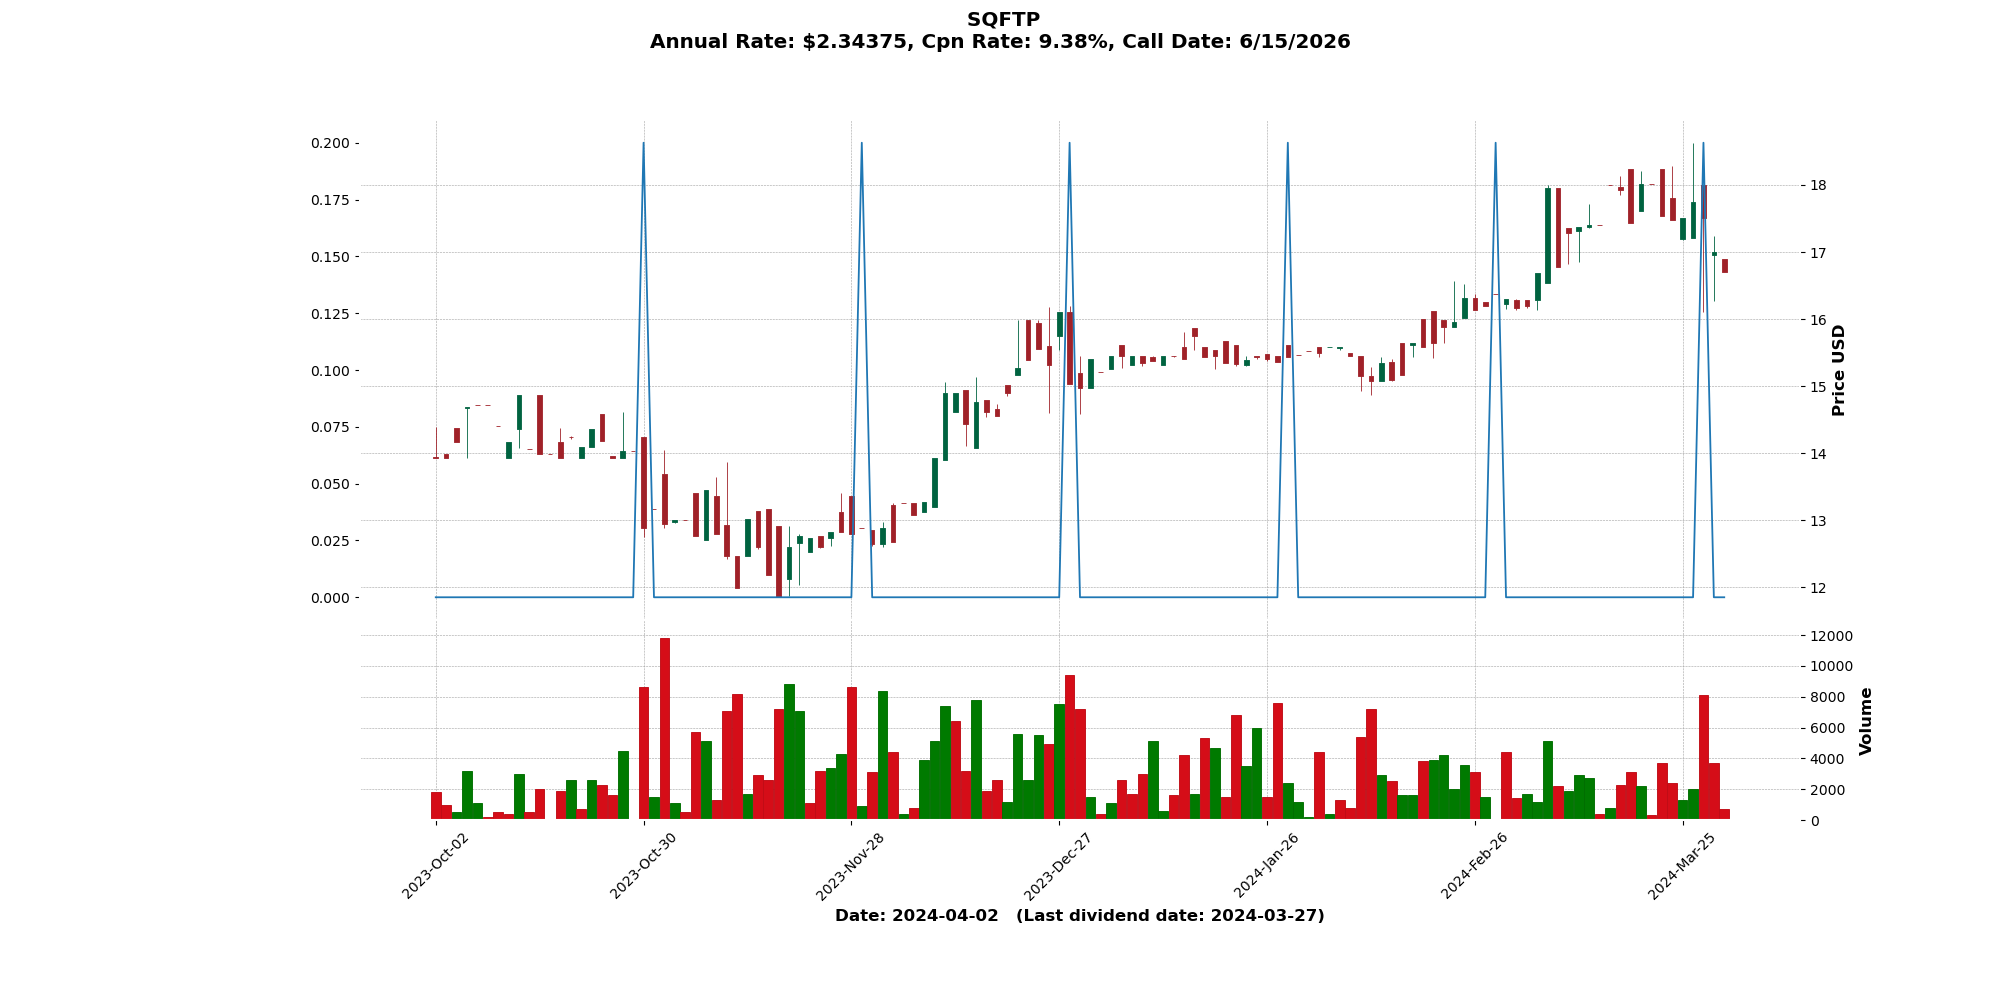 SQFTP
Annual Rate: $2.34375, Cpn Rate: 9.38%, Call Date: 6/15/2026
0.200
0.175
0.150
0.125
0.100
0.075
0.050
0.025
0.000
18
17
16
15
14
13
12
Price USD
12000
10000
8000
6000
4000
2000
0
Volume
2023-Oct-02
2023-Oct-30
2023-Nov-28
2023-Dec-27
2024-Jan-26
2024-Feb-26
2024-Mar-25
Date: 2024-04-02 (Last dividend date: 2024-03-27)